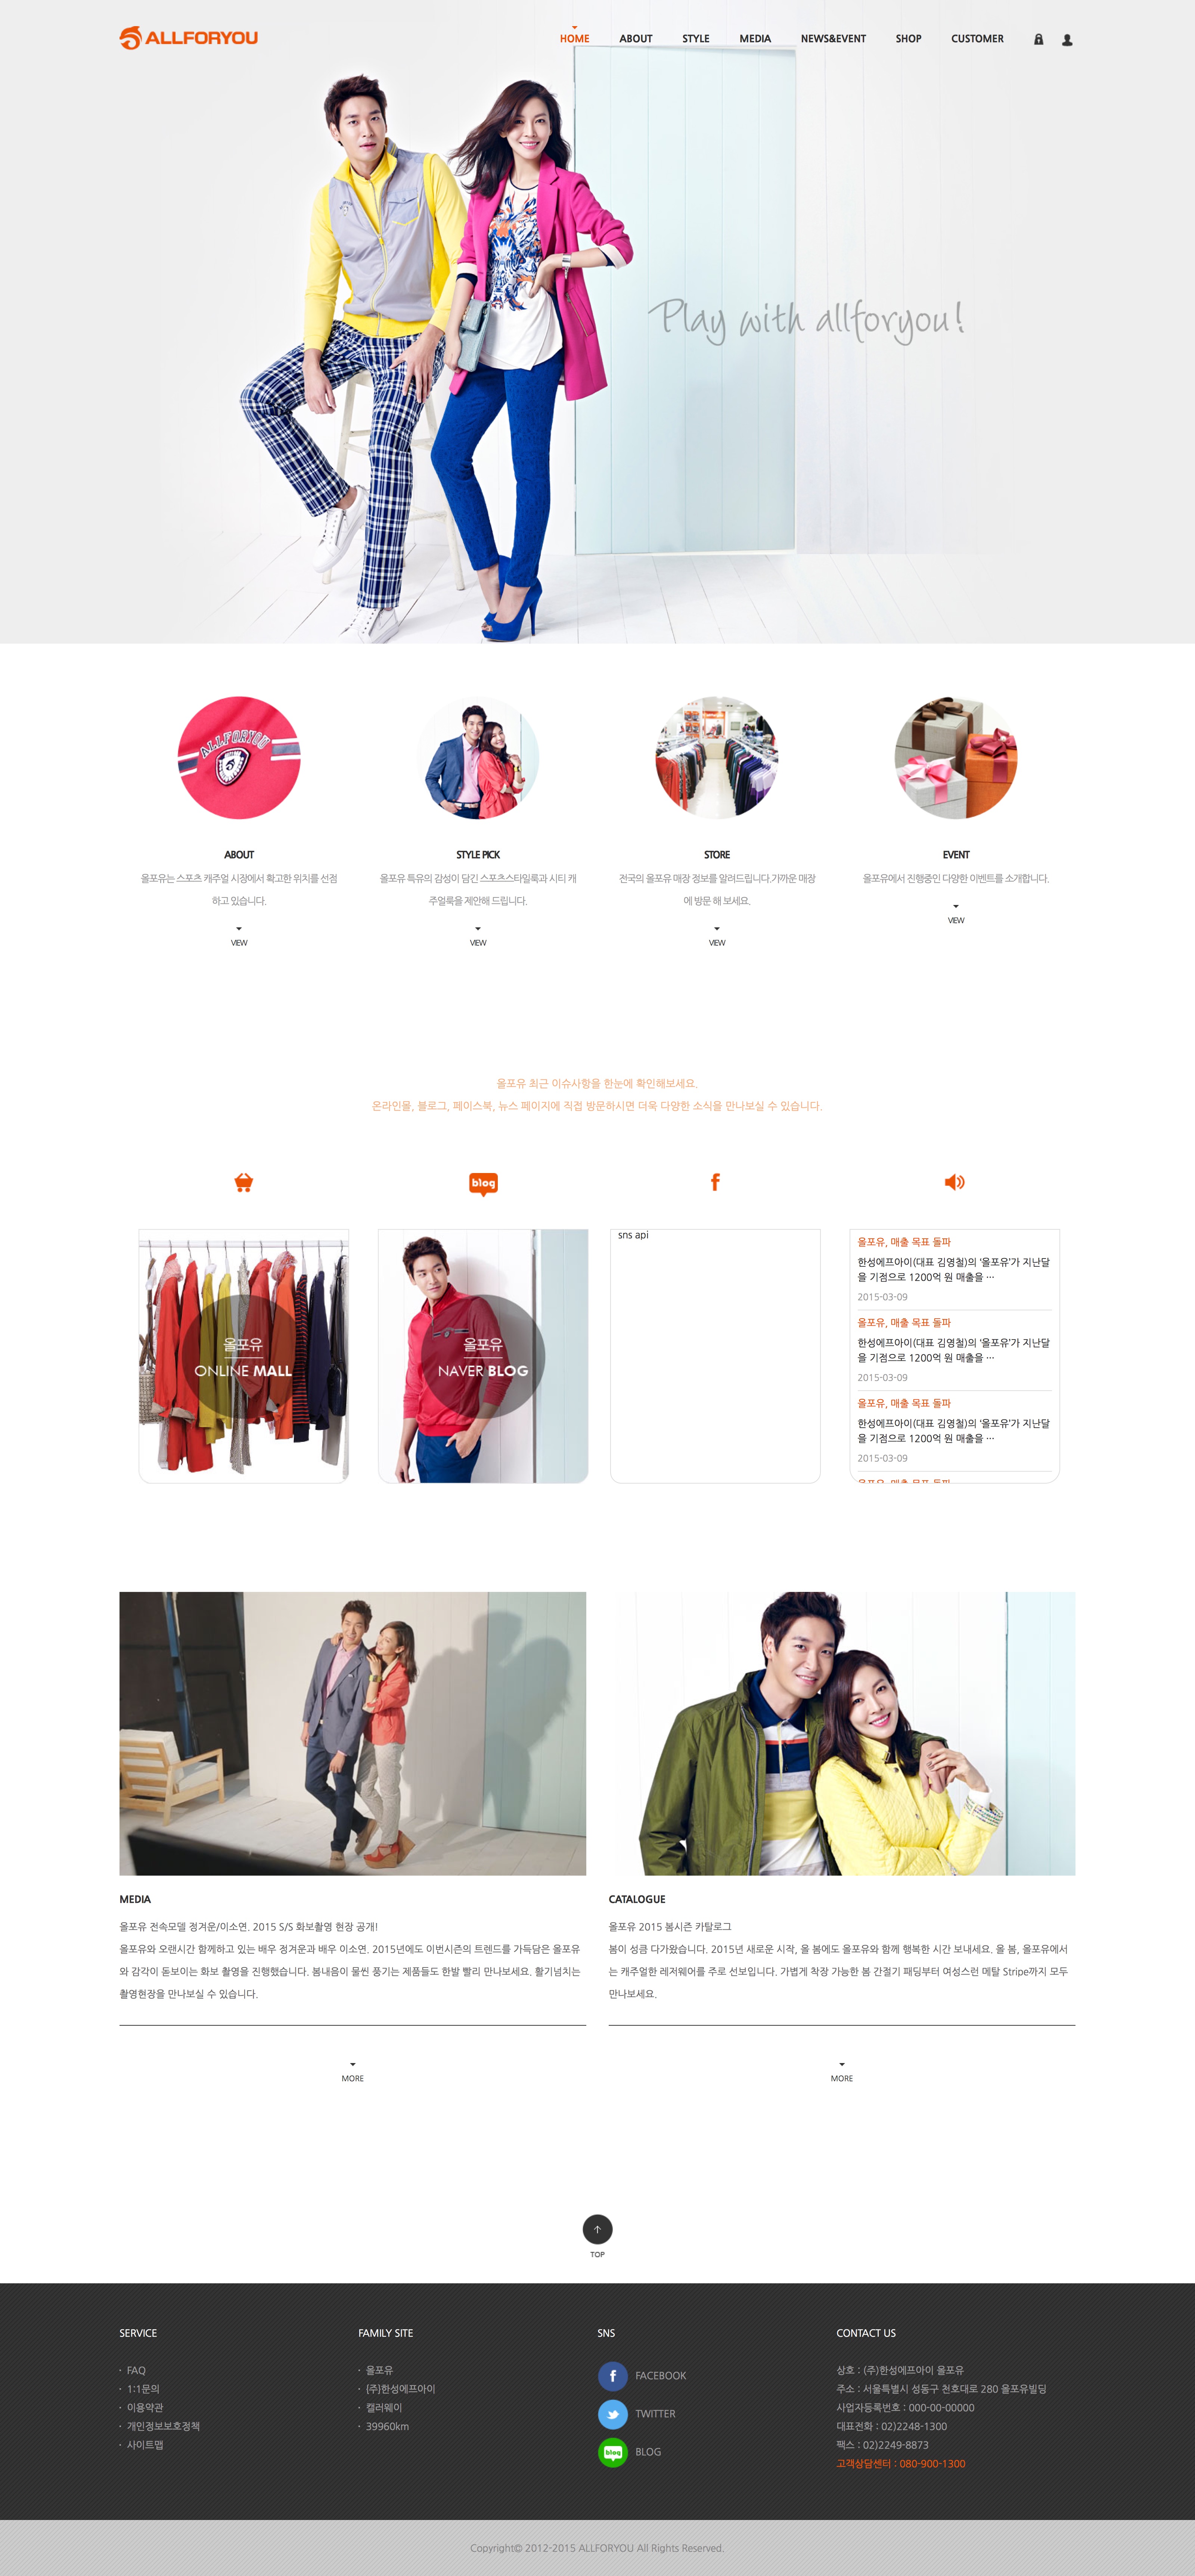 ALLFORYOU
HOME ABOUT STYLE MEDIA NEWS&EVENT SHOP CUSTOMER
Play with allforyou!
ALLFORYOU
ABOUT
올포유는 스포츠 캐주얼 시장에서 확고한 위치를 선점
하고 있습니다.
VIEW
STYLE PICK
올포유 특유의 감성이 담긴 스포츠스타일룩과 시티 캐
주얼룩을 제안해 드립니다.
VIEW
STORE
전국의 올포유 매장 정보를 알려드립니다.가까운 매장
에 방문 해 보세요.
VIEW
EVENT
올포유에서 진행중인 다양한 이벤트를 소개합니다.
VIEW
올포유 최근 이슈사항을 한눈에 확인해보세요.
온라인몰, 블로그, 페이스북, 뉴스 페이지에 직접 방문하시면 더욱 다양한 소식을 만나보실 수 있습니다.
blog
f
올포유
ONLINE MALL
올포유
NAVER BLOG
sns api
올포유, 매출 목표 돌파
한성에프아이(대표 김영철)의 '올포유'가 지난달
을 기점으로 1200억 원 매출을 ...
2015-03-09
올포유, 매출 목표 돌파
한성에프아이(대표 김영철)의 '올포유'가 지난달
을 기점으로 1200억 원 매출을 ...
2015-03-09
올포유, 매출 목표 돌파
한성에프아이(대표 김영철)의 '올포유'가 지난달
을 기점으로 1200억 원 매출을 ...
2015-03-09
올포유, 매출 목표 돌파
MEDIA
올포유 전속모델 정겨운/이소연. 2015 S/S 화보촬영 현장 공개!
올포유와 오랜시간 함께하고 있는 배우 정겨운과 배우 이소연. 2015년에도 이번시즌의 트렌드를 가득담은 올포유
와 감각이 돋보이는 화보 촬영을 진행했습니다. 봄내음이 물씬 풍기는 제품들도 한발 빨리 만나보세요. 활기넘치는
촬영현장을 만나보실 수 있습니다.
MORE
CATALOGUE
올포유 2015 봄시즌 카탈로그
봄이 성큼 다가왔습니다. 2015년 새로운 시작, 올 봄에도 올포유와 함께 행복한 시간 보내세요. 올 봄, 올포유에서
는 캐주얼한 레저웨어를 주로 선보입니다. 가볍게 착장 가능한 봄 간절기 패딩부터 여성스런 메탈 Stripe까지 모두
만나보세요.
MORE
TOP
SERVICE
· FAQ
· 1:1문의
· 이용약관
· 개인정보보호정책
· 사이트맵
FAMILY SITE
· 올포유
· (주)한성에프아이
· 캘러웨이
· 39960km
SNS
f FACEBOOK
TWITTER
blog BLOG
CONTACT US
상호 : (주)한성에프아이 올포유
주소 : 서울특별시 성동구 천호대로 280 올포유빌딩
사업자등록번호 : 000-00-00000
대표전화 : 02)2248-1300
팩스 : 02)2249-8873
고객상담센터 : 080-900-1300
Copyright© 2012-2015 ALLFORYOU All Rights Reserved.